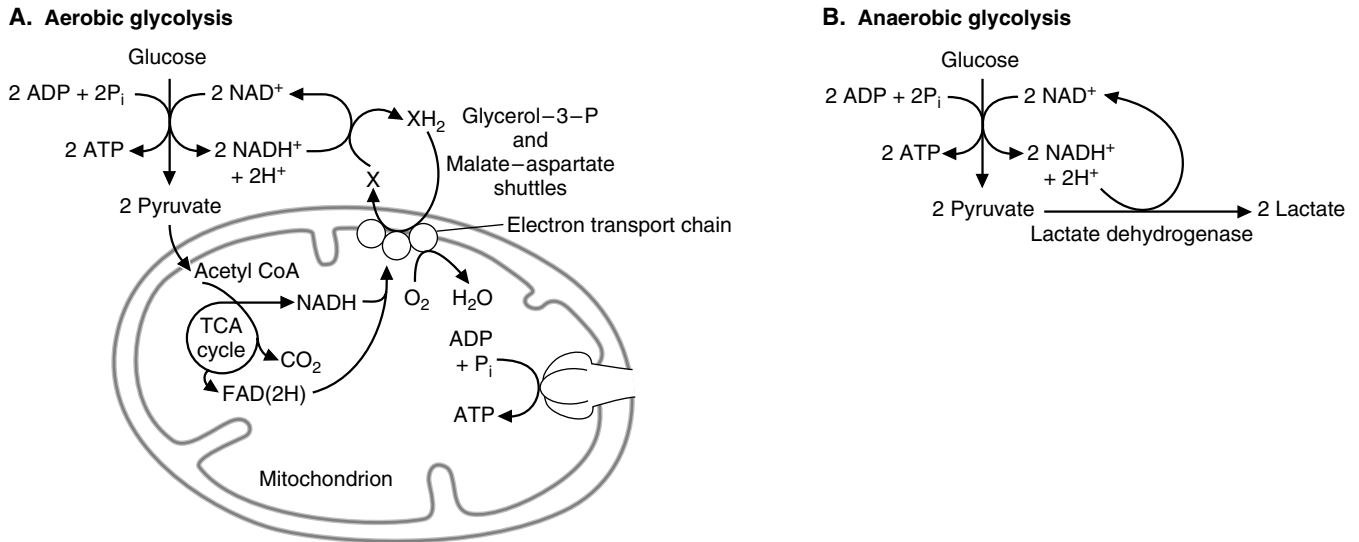 A. Aerobic glycolysis
Glucose
2 ADP + 2Pi
2 NAD+
2 ATP
2 NADH+
+ 2H+
XH2
X
Glycerol–3–P
and
Malate–aspartate
shuttles
2 Pyruvate
Electron transport chain
Acetyl CoA
NADH
O2
H2O
TCA
cycle
CO2
FAD(2H)
ADP
+ Pi
ATP
Mitochondrion
B. Anaerobic glycolysis
Glucose
2 ADP + 2Pi
2 NAD+
2 ATP
2 NADH+
+ 2H+
2 Pyruvate
2 Lactate
Lactate dehydrogenase